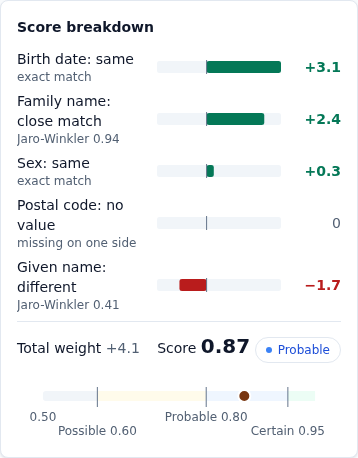 Score breakdown
Birth date: same
exact match
+3.1
Family name:
close match
Jaro-Winkler 0.94
+2.4
Sex: same
exact match
+0.3
Postal code: no
value
missing on one side
0
Given name:
different
Jaro-Winkler 0.41
−1.7
Total weight +4.1 Score 0.87 Probable
0.50 Probable 0.80
Possible 0.60 Certain 0.95